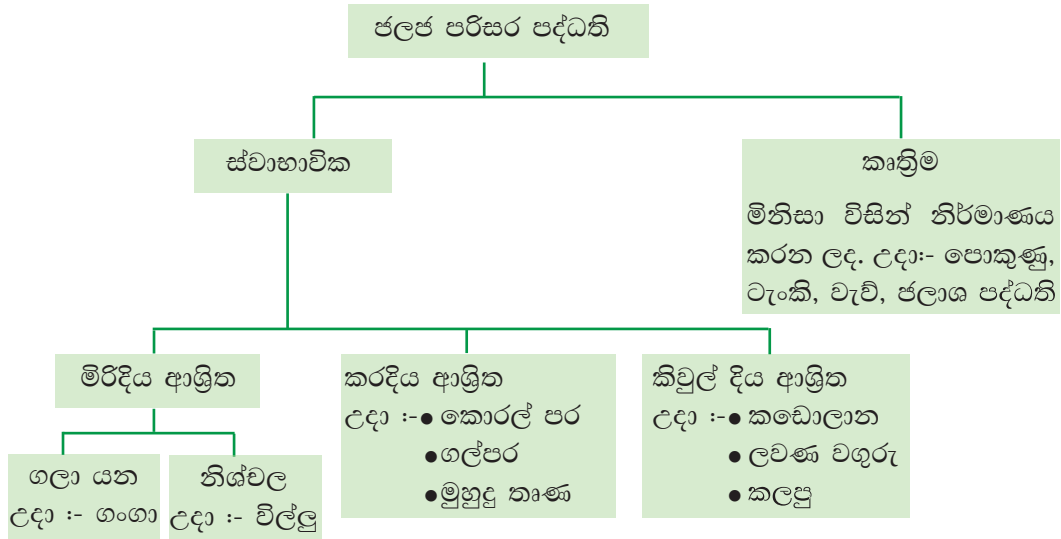 ජලජ පරිසර පද්ධති
ස්වාභාවික
කෘත්‍රිම
මිනිසා විසින් නිර්මාණය
කරන ලද. උදා:- පොකුණු,
ටැංකි, වැව්, ජලාශ පද්ධති
මිරිදිය ආශ්‍රිත
ගලා යන
උදා :- ගංගා
නිශ්චල
උදා :- විල්ලු
කරදිය ආශ්‍රිත
උදා :-● කොරල් පර
●ගල්පර
●මුහුදු තෘණ
කිවුල් දිය ආශ්‍රිත
උදා :-● කඩොලාන
● ලවණ වගුරු
● කලපු